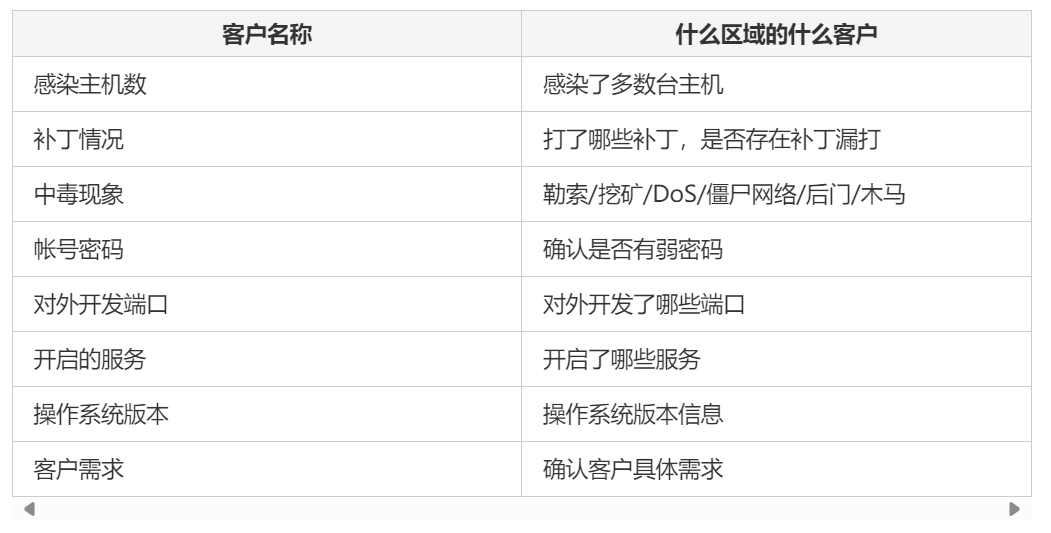 客户名称 什么区域的什么客户
感染主机数 感染了多数台主机
补丁情况 打了哪些补丁，是否存在补丁漏打
中毒现象 勒索/挖矿/DoS/僵尸网络/后门/木马
帐号密码 确认是否有弱密码
对外开发端口 对外开发了哪些端口
开启的服务 开启了哪些服务
操作系统版本 操作系统版本信息
客户需求 确认客户具体需求